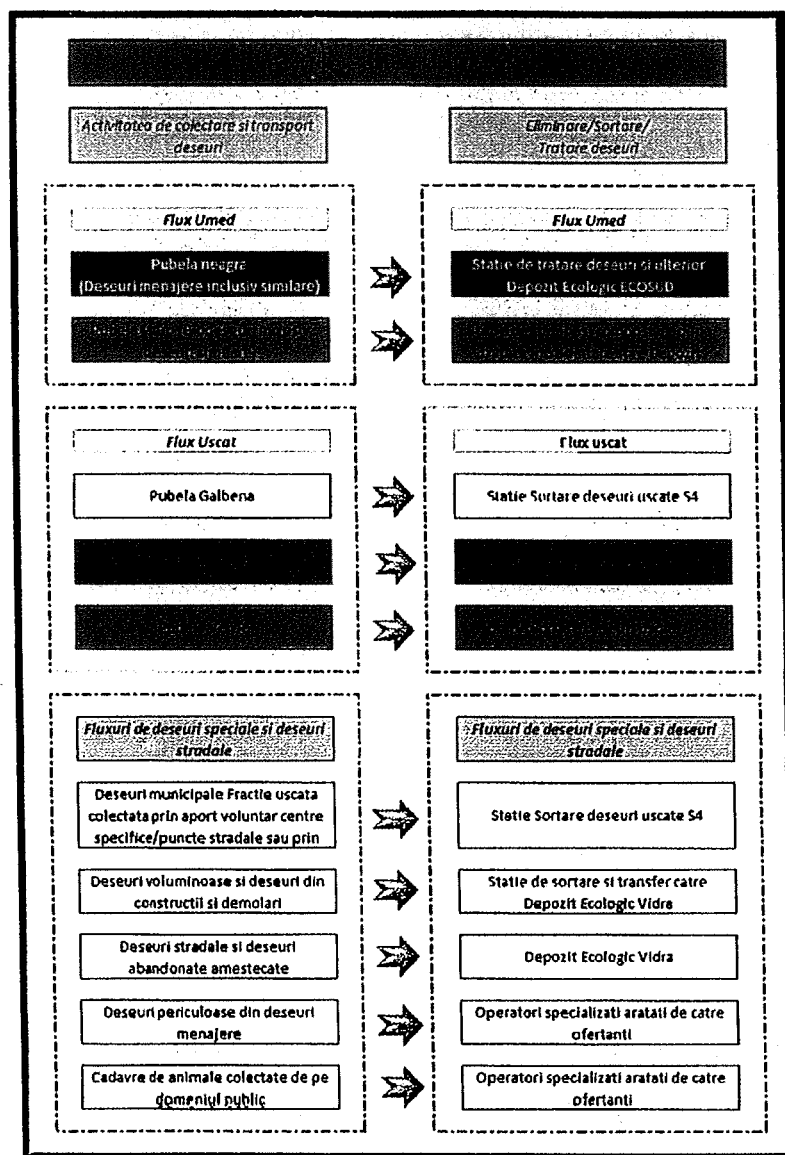 Activitatea de colectare si transport
deseuri
Eliminare/Sortare/
Tratare deseuri
Flux Umed
Flux Umed
Pubela neagra
(Deseuri menajere inclusiv similare)
Statie de tratare deseuri si ulterior
Depozit Ecologic ECOSUD
Flux Uscat
Flux uscat
Pubela Galbena
Statie Sortare deseuri uscate S4
Fluxuri de deseuri speciale si deseuri
stradale
Fluxuri de deseuri speciale si deseuri
stradale
Deseuri municipale Fractie uscata
colectata prin aport voluntar centre
specifice/puncte stradale sau prin
Statie Sortare deseuri uscate S4
Deseuri voluminoase si deseuri din
constructii si demolari
Statie de sortare si transfer catre
Depozit Ecologic Vidra
Deseuri stradale si deseuri
abandonate amestecate
Depozit Ecologic Vidra
Deseuri periculoase din deseuri
menajere
Operatori specializati aratati de catre
ofertanti
Cadavre de animale colectate de pe
domeniul public
Operatori specializati aratati de catre
ofertanti